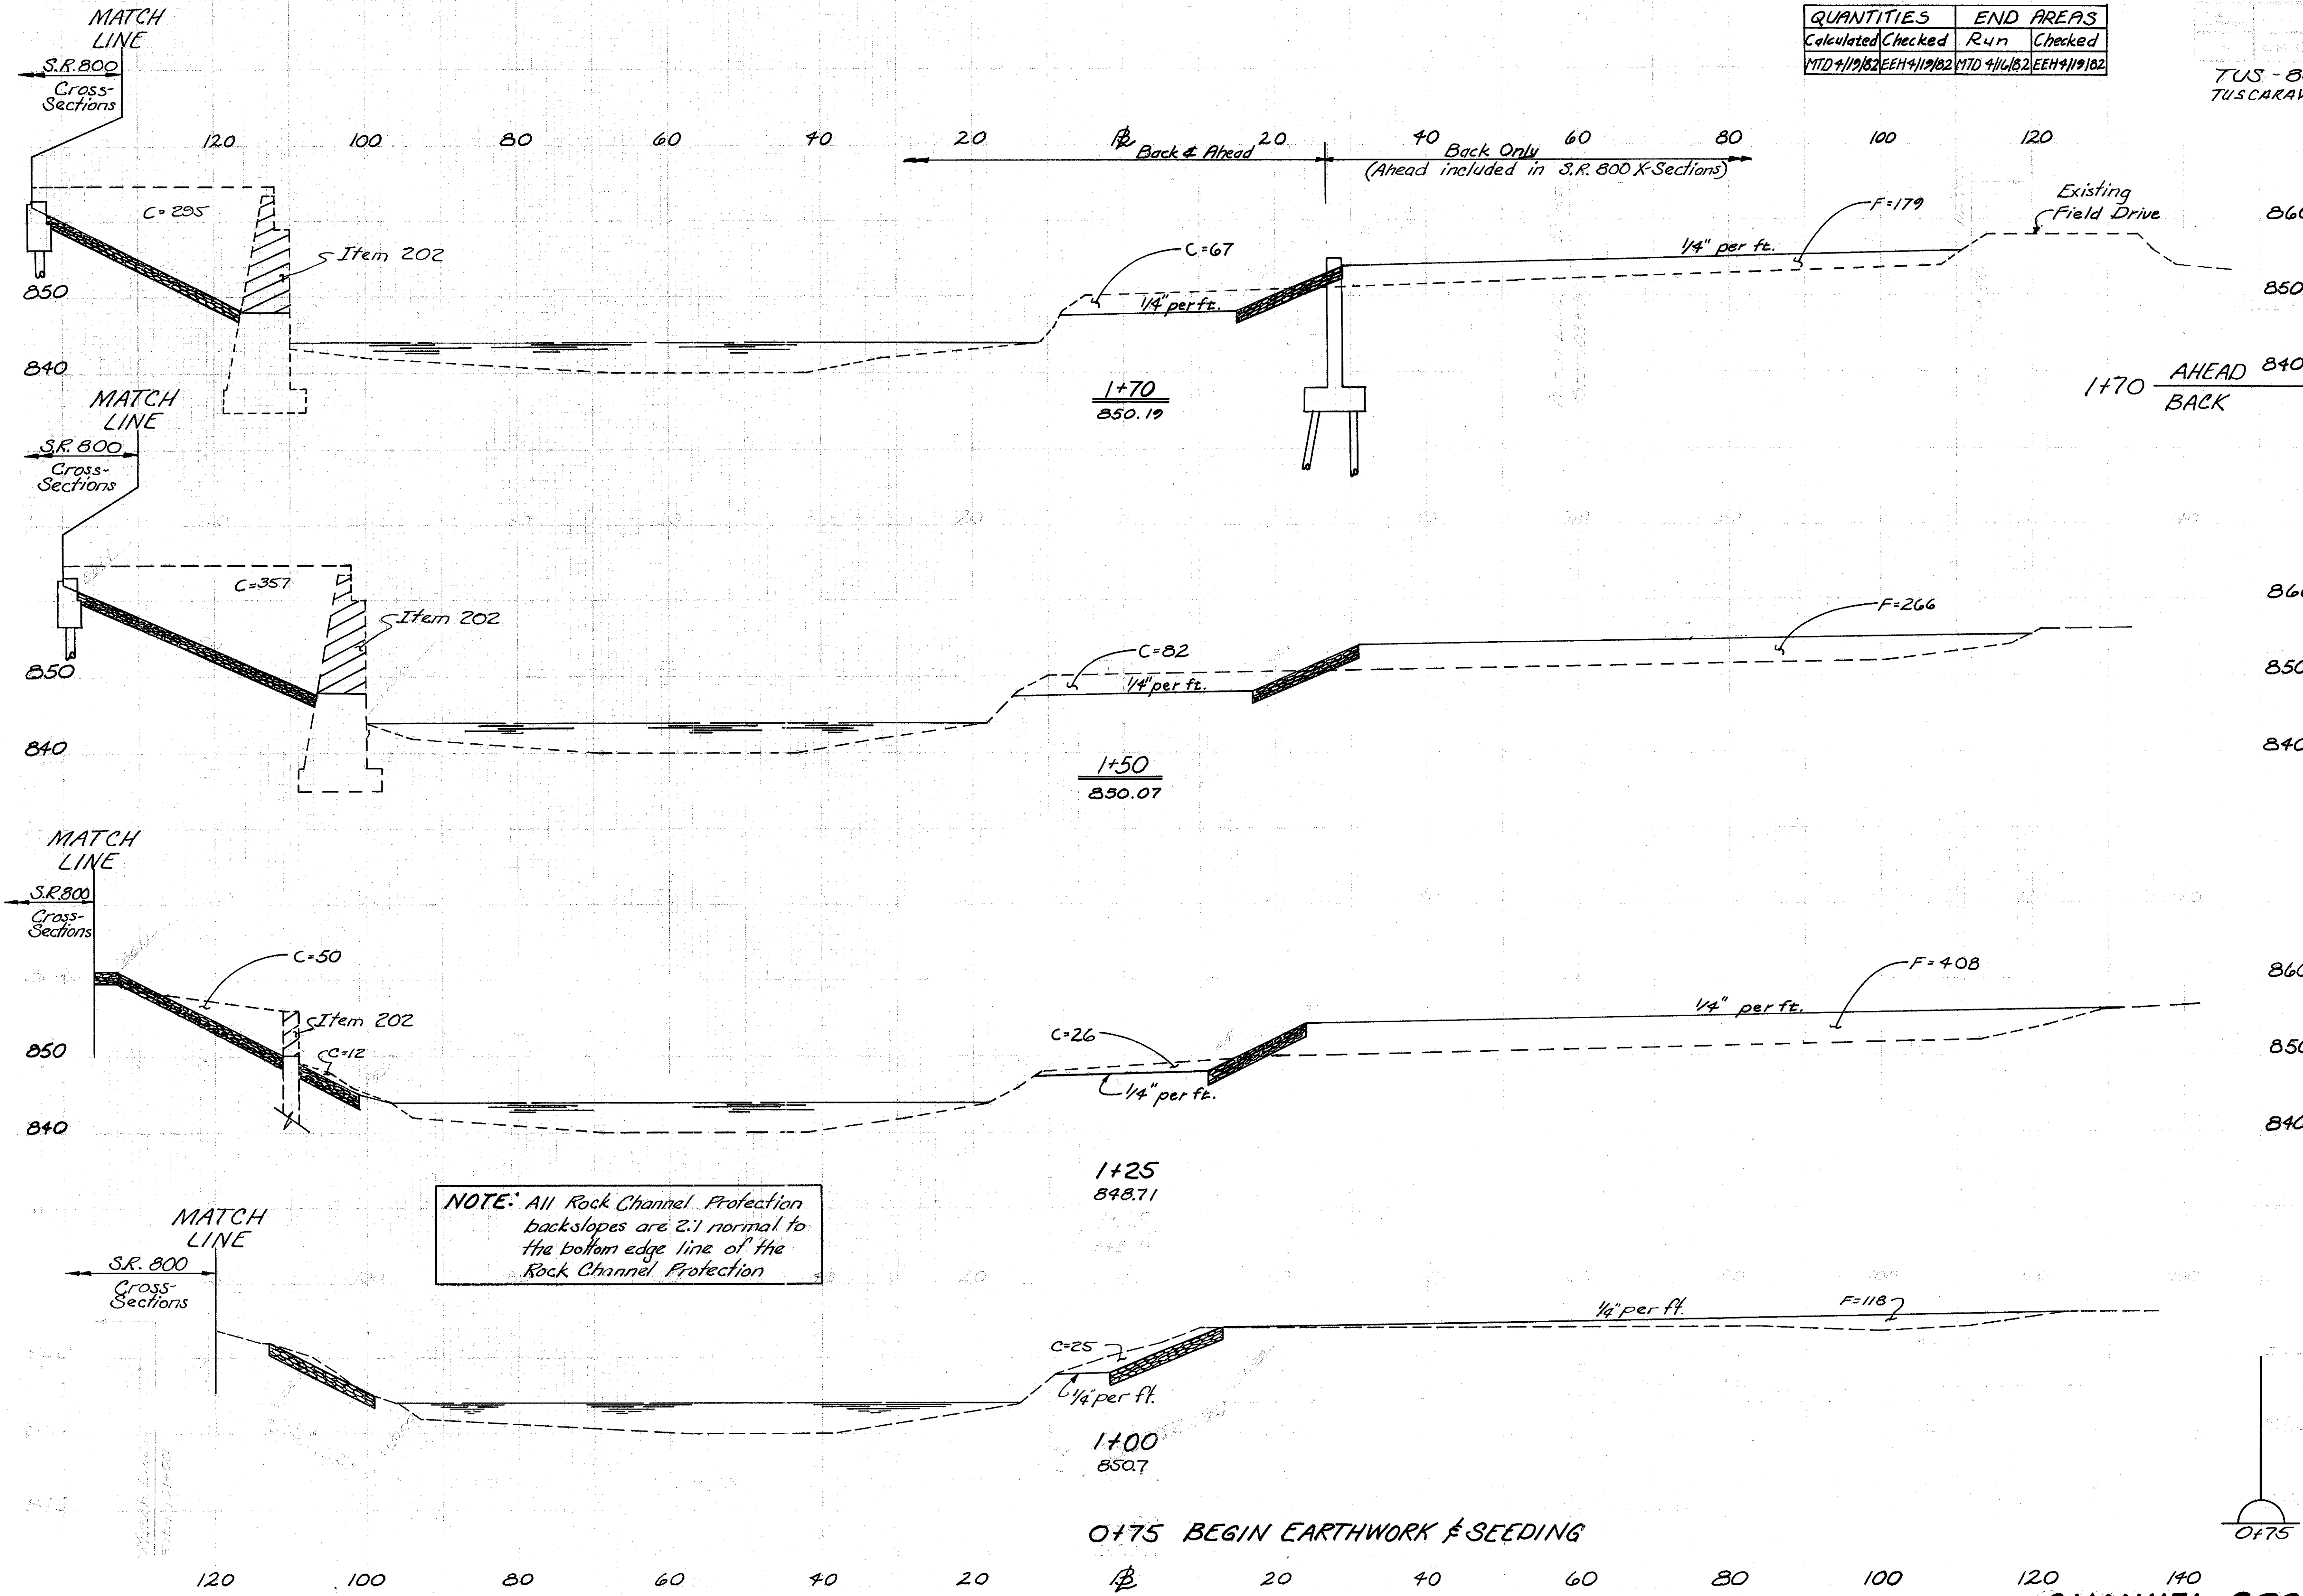 QUANTITIES END AREAS
Calculated Checked Run Checked
MTD 4/19/82 EEH 4/19/82 MTD 4/16/82 EEH 4/19/82
TUS - 8
TUSCARAW
MATCH
LINE
S.R. 800
Cross-
Sections
120 100 80 60 40 20 20 40 60 80 100 120
Back & Ahead
Back Only
(Ahead included in S.R. 800 X-Sections)
C=295
Item 202
C=67
1/4" per ft.
1/4" per ft.
F=179
Existing
Field Drive
860
850
850
840
840
1+70
850.19
1+70 AHEAD
BACK
MATCH
LINE
S.R. 800
Cross-
Sections
C=357
Item 202
C=82
1/4" per ft.
F=266
860
850
850
840
840
1+50
850.07
MATCH
LINE
S.R. 800
Cross-
Sections
C=50
Item 202
C=12
C=26
1/4" per ft.
1/4" per ft.
F=408
860
850
850
840
840
1+25
848.71
NOTE: All Rock Channel Protection
backslopes are 2:1 normal to
the bottom edge line of the
Rock Channel Protection
MATCH
LINE
S.R. 800
Cross-
Sections
C=25
1/4" per ft.
1/4" per ft.
F=118
1+00
850.7
0+75 BEGIN EARTHWORK & SEEDING
0+75
120 100 80 60 40 20 20 40 60 80 100 120 140